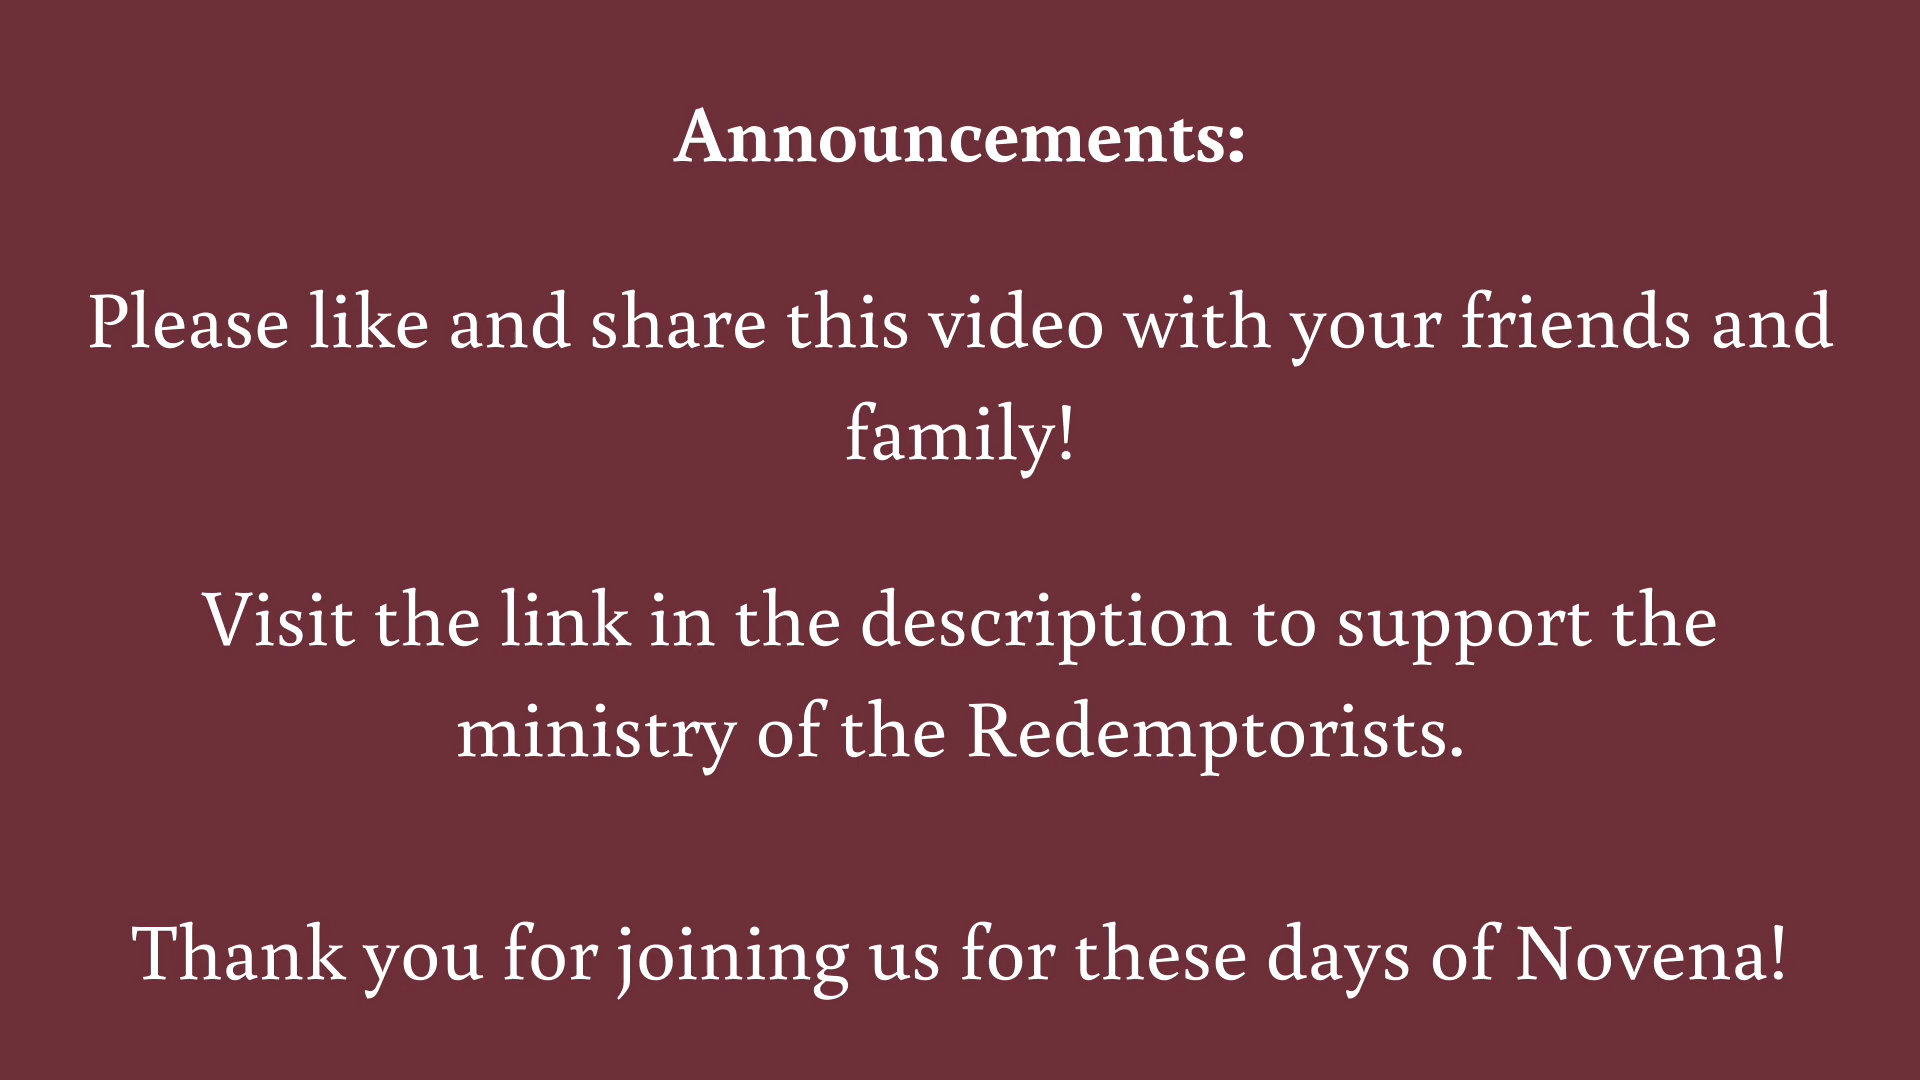 Announcements:
Please like and share this video with your friends and
family!
Visit the link in the description to support the
ministry of the Redemptorists.
Thank you for joining us for these days of Novena!